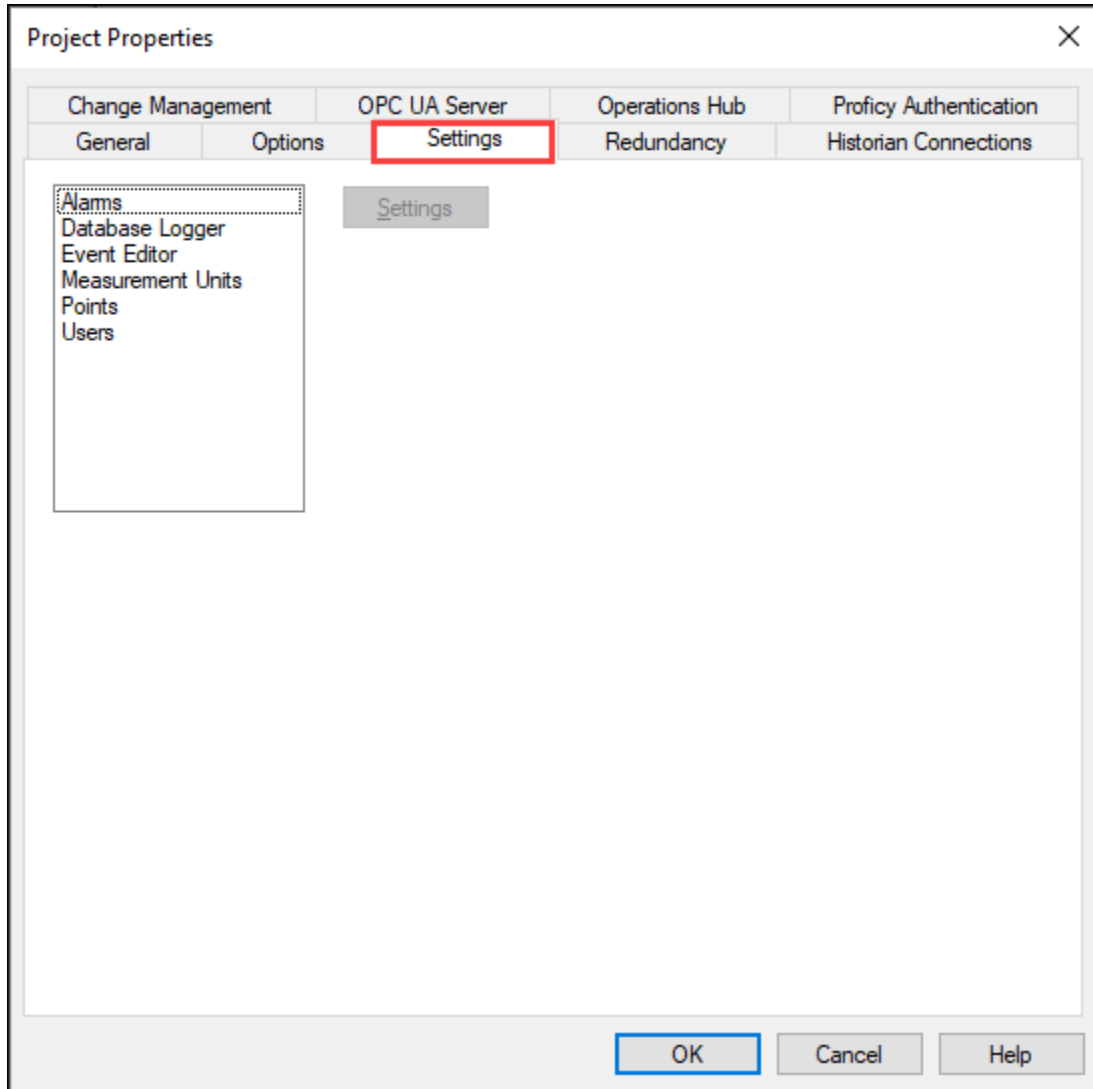 Project Properties
Change Management OPC UA Server Operations Hub Proficy Authentication
General Options Settings Redundancy Historian Connections
Alarms
Settings
Database Logger
Event Editor
Measurement Units
Points
Users
OK Cancel Help